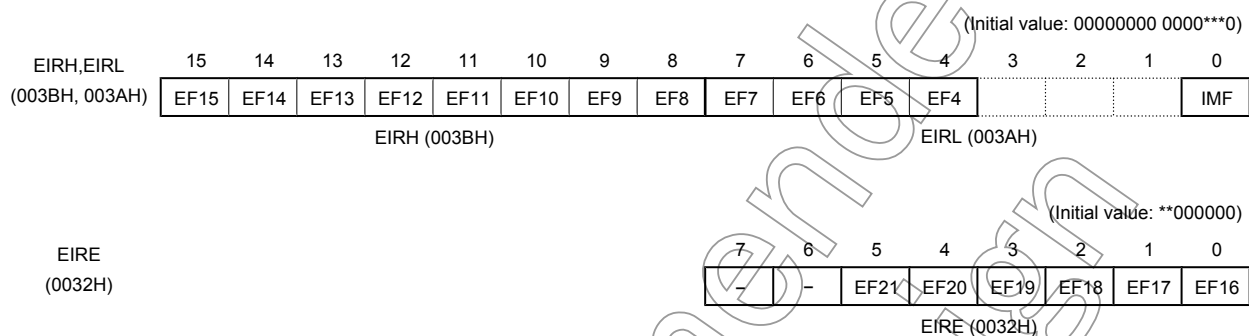 (Initial value: 00000000 0000***0)
15 14 13 12 11 10 9 8 7 6 5 4 3 2 1 0
EIRH,EIRL
(003BH, 003AH)
EF15 EF14 EF13 EF12 EF11 EF10 EF9 EF8 EF7 EF6 EF5 EF4 IMF
EIRH (003BH) EIRL (003AH)
(Initial value: **000000)
7 6 5 4 3 2 1 0
EIRE
(0032H)
– – EF21 EF20 EF19 EF18 EF17 EF16
EIRE (0032H)